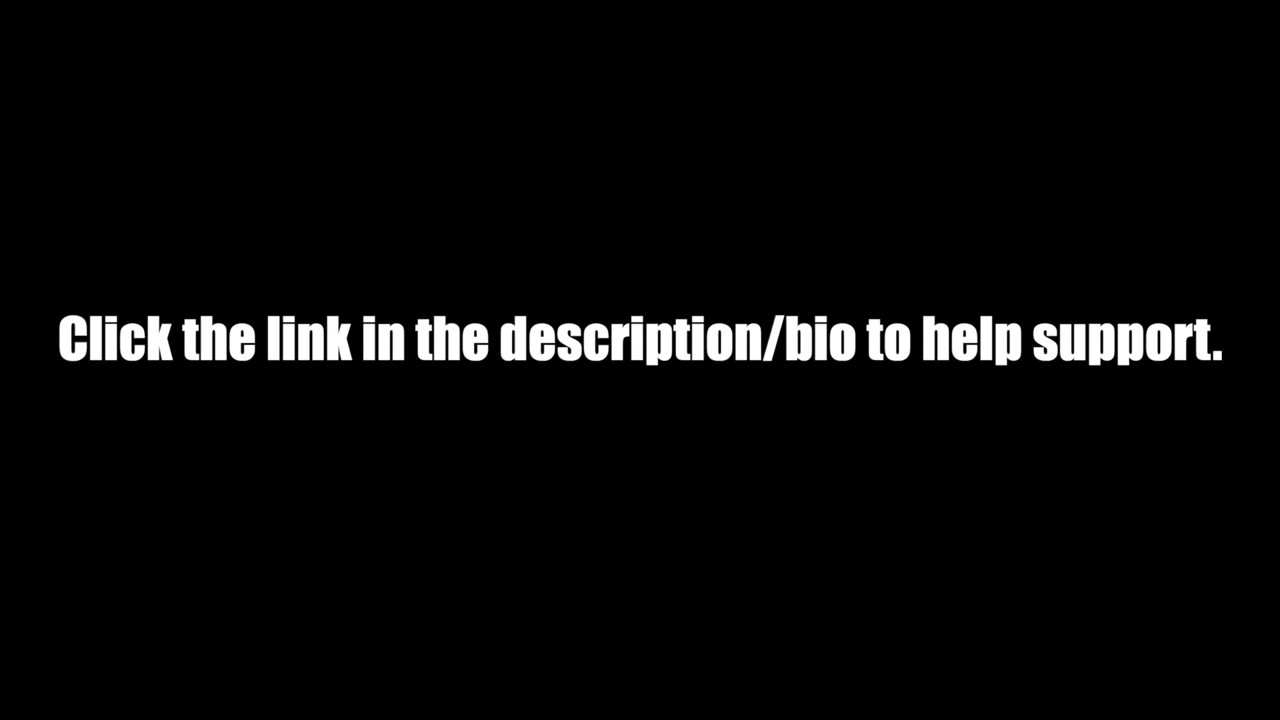 Click the link in the description/bio to help support.